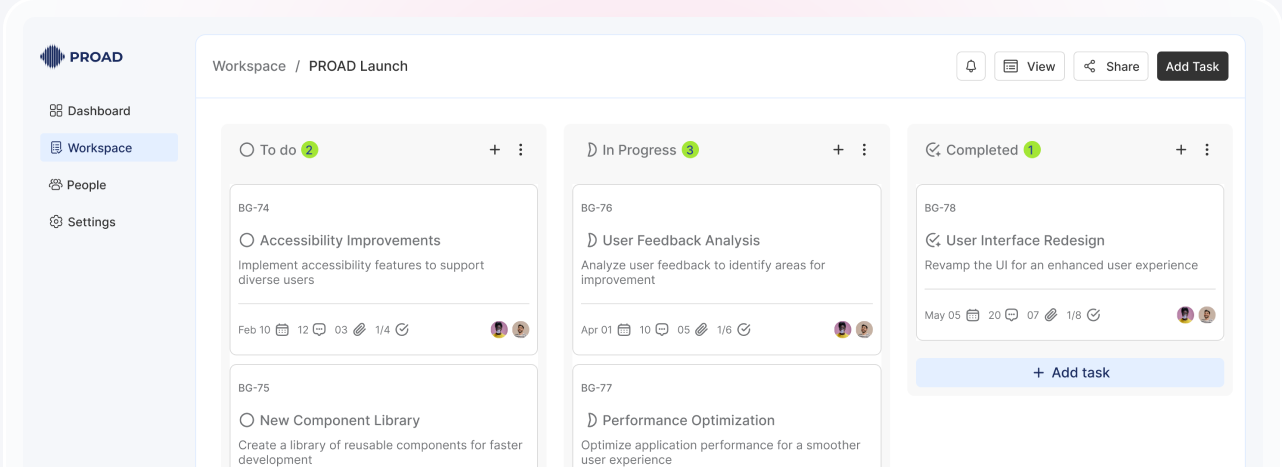 PROAD
Dashboard
Workspace
People
Settings
Workspace / PROAD Launch
View
Share
Add Task
To do 2
BG-74
Accessibility Improvements
Implement accessibility features to support
diverse users
Feb 10 12 03 1/4
BG-75
New Component Library
Create a library of reusable components for faster
development
In Progress 3
BG-76
User Feedback Analysis
Analyze user feedback to identify areas for
improvement
Apr 01 10 05 1/6
BG-77
Performance Optimization
Optimize application performance for a smoother
user experience
Completed 1
BG-78
User Interface Redesign
Revamp the UI for an enhanced user experience
May 05 20 07 1/8
+ Add task